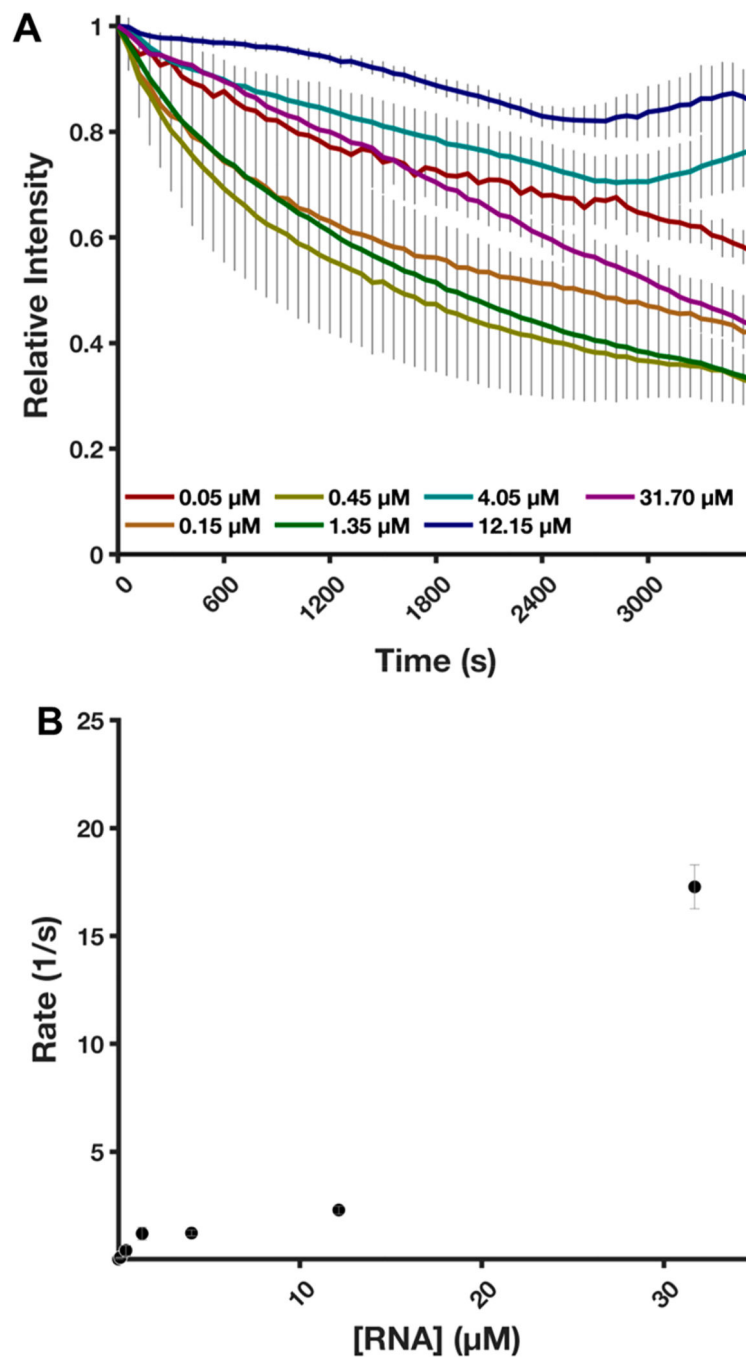 A
1
0.8
0.6
0.4
0.2
0
Relative Intensity
0.05 µM 0.45 µM 4.05 µM 31.70 µM
0.15 µM 1.35 µM 12.15 µM
0 600 1200 1800 2400 3000
Time (s)
B
25
20
15
10
5
Rate (1/s)
10 20 30
[RNA] (µM)